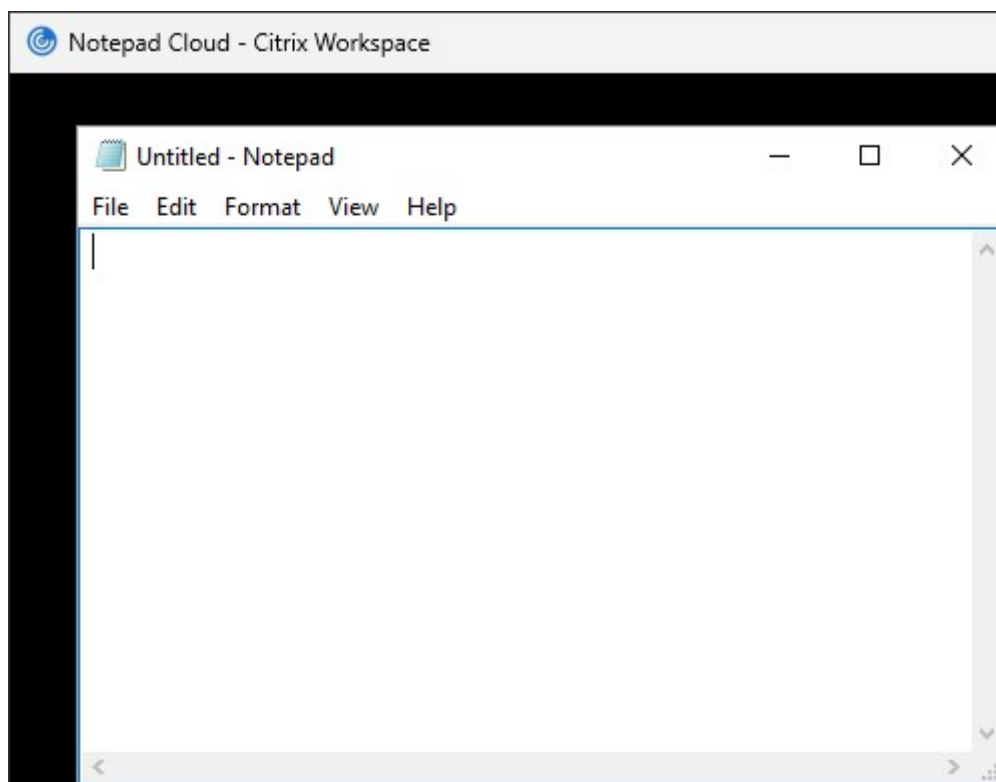 Notepad Cloud - Citrix Workspace
Untitled - Notepad
File Edit Format View Help